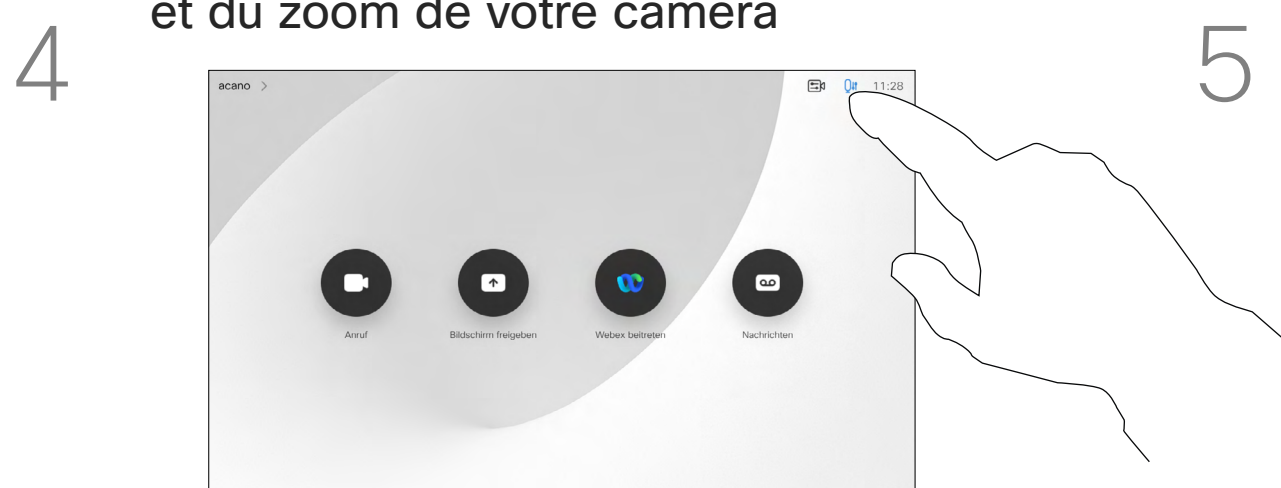 et du zoom de votre caméra
4
5
acano >
11:28
Anruf
Bildschirm freigeben
Webex beitreten
Nachrichten